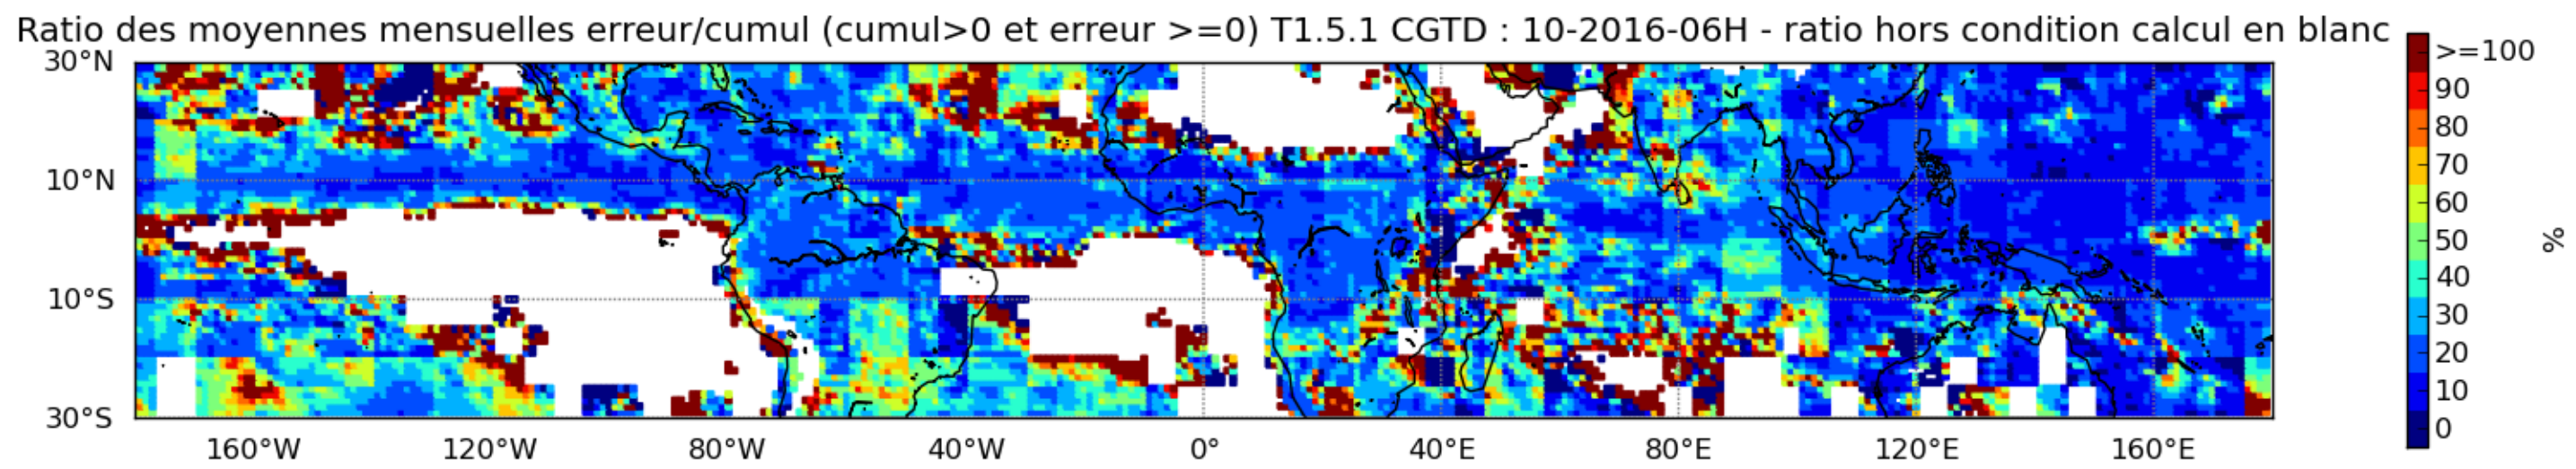 Ratio des moyennes mensuelles erreur/cumul (cumul>0 et erreur >=0) T1.5.1 CGTD : 10-2016-06H - ratio hors condition calcul en blanc
30°N
10°N
10°S
30°S
160°W 120°W 80°W 40°W 0° 40°E 80°E 120°E 160°E
>=100
90
80
70
60
50
40
30
20
10
0
%